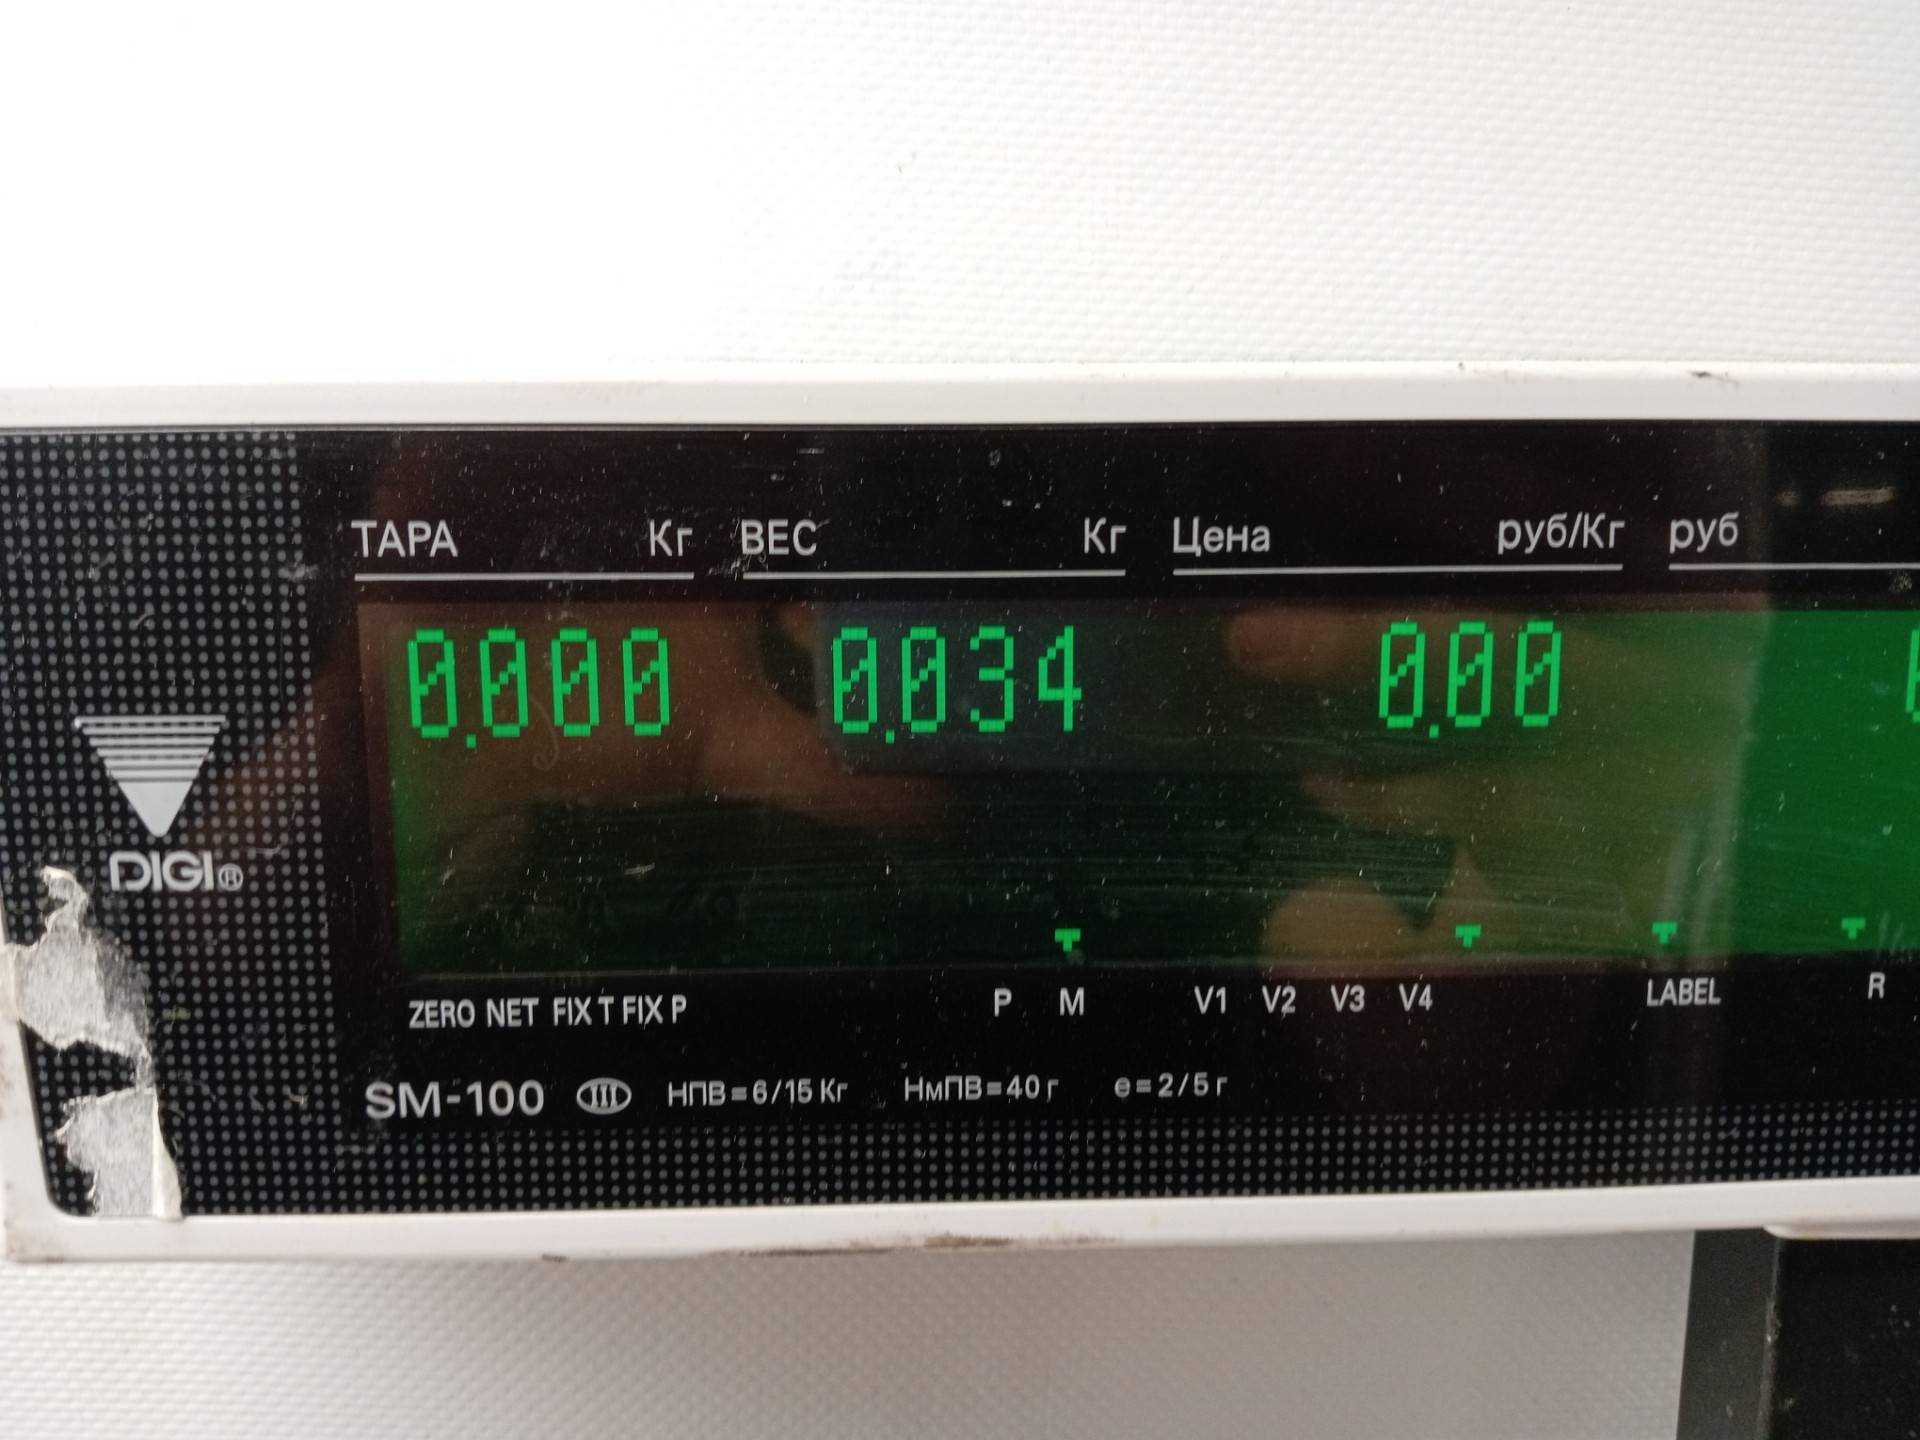 ТАРА Кг ВЕС Кг Цена руб/Кг руб
0.000 0.034 0.00
DIGI®
ZERO NET FIX T FIX P P M V1 V2 V3 V4 LABEL R
SM-100 III НПВ=6/15 Кг НмПВ=40 г e=2/5 г